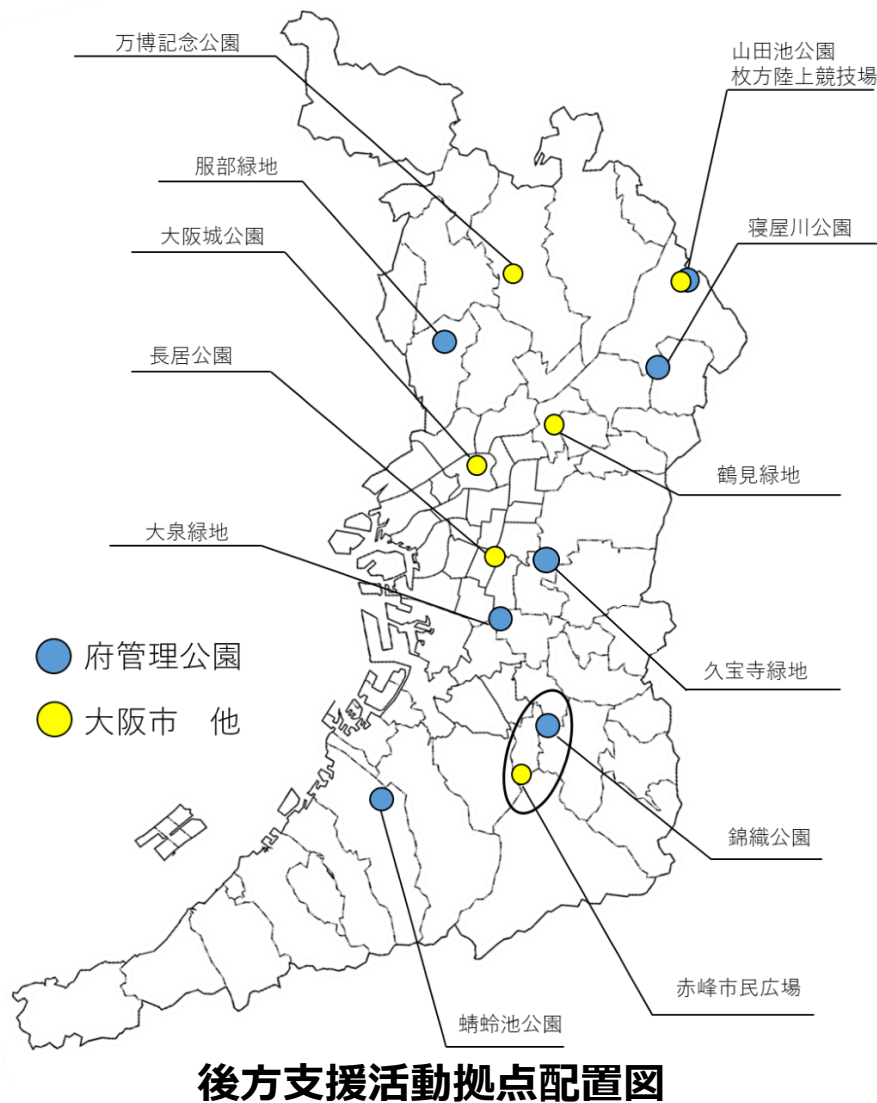 万博記念公園
山田池公園
枚方陸上競技場
服部緑地
大阪城公園
寝屋川公園
長居公園
鶴見緑地
大泉緑地
府管理公園
久宝寺緑地
大阪市　他
錦織公園
赤峰市民広場
蜻蛉池公園
後方支援活動拠点配置図